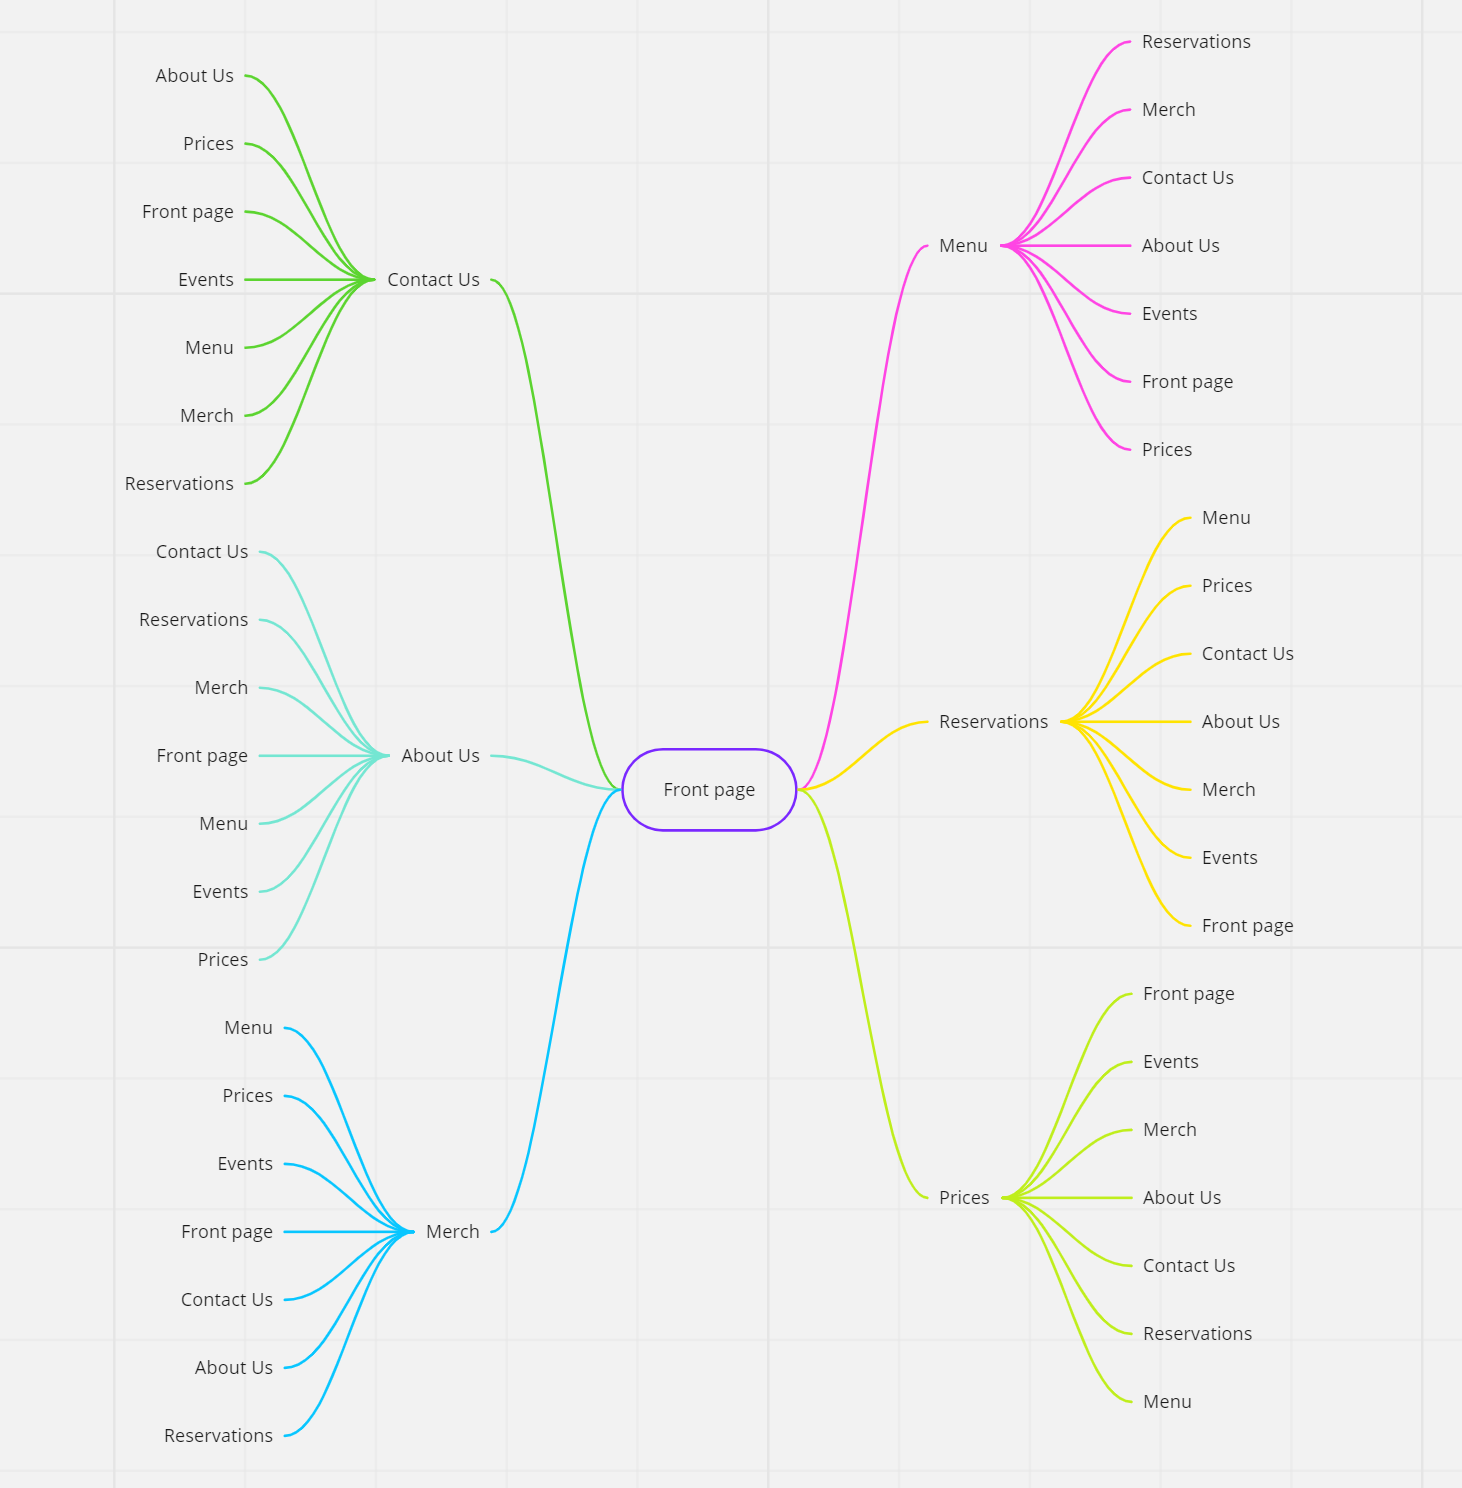 About Us
Prices
Front page
Events
Menu
Merch
Reservations
Contact Us
Contact Us
Reservations
Merch
Front page
Menu
Events
Prices
About Us
Menu
Prices
Events
Front page
Contact Us
About Us
Reservations
Merch
Front page
Menu
Reservations
Merch
Contact Us
About Us
Events
Front page
Prices
Reservations
Menu
Prices
Contact Us
About Us
Merch
Events
Front page
Prices
Front page
Events
Merch
About Us
Contact Us
Reservations
Menu